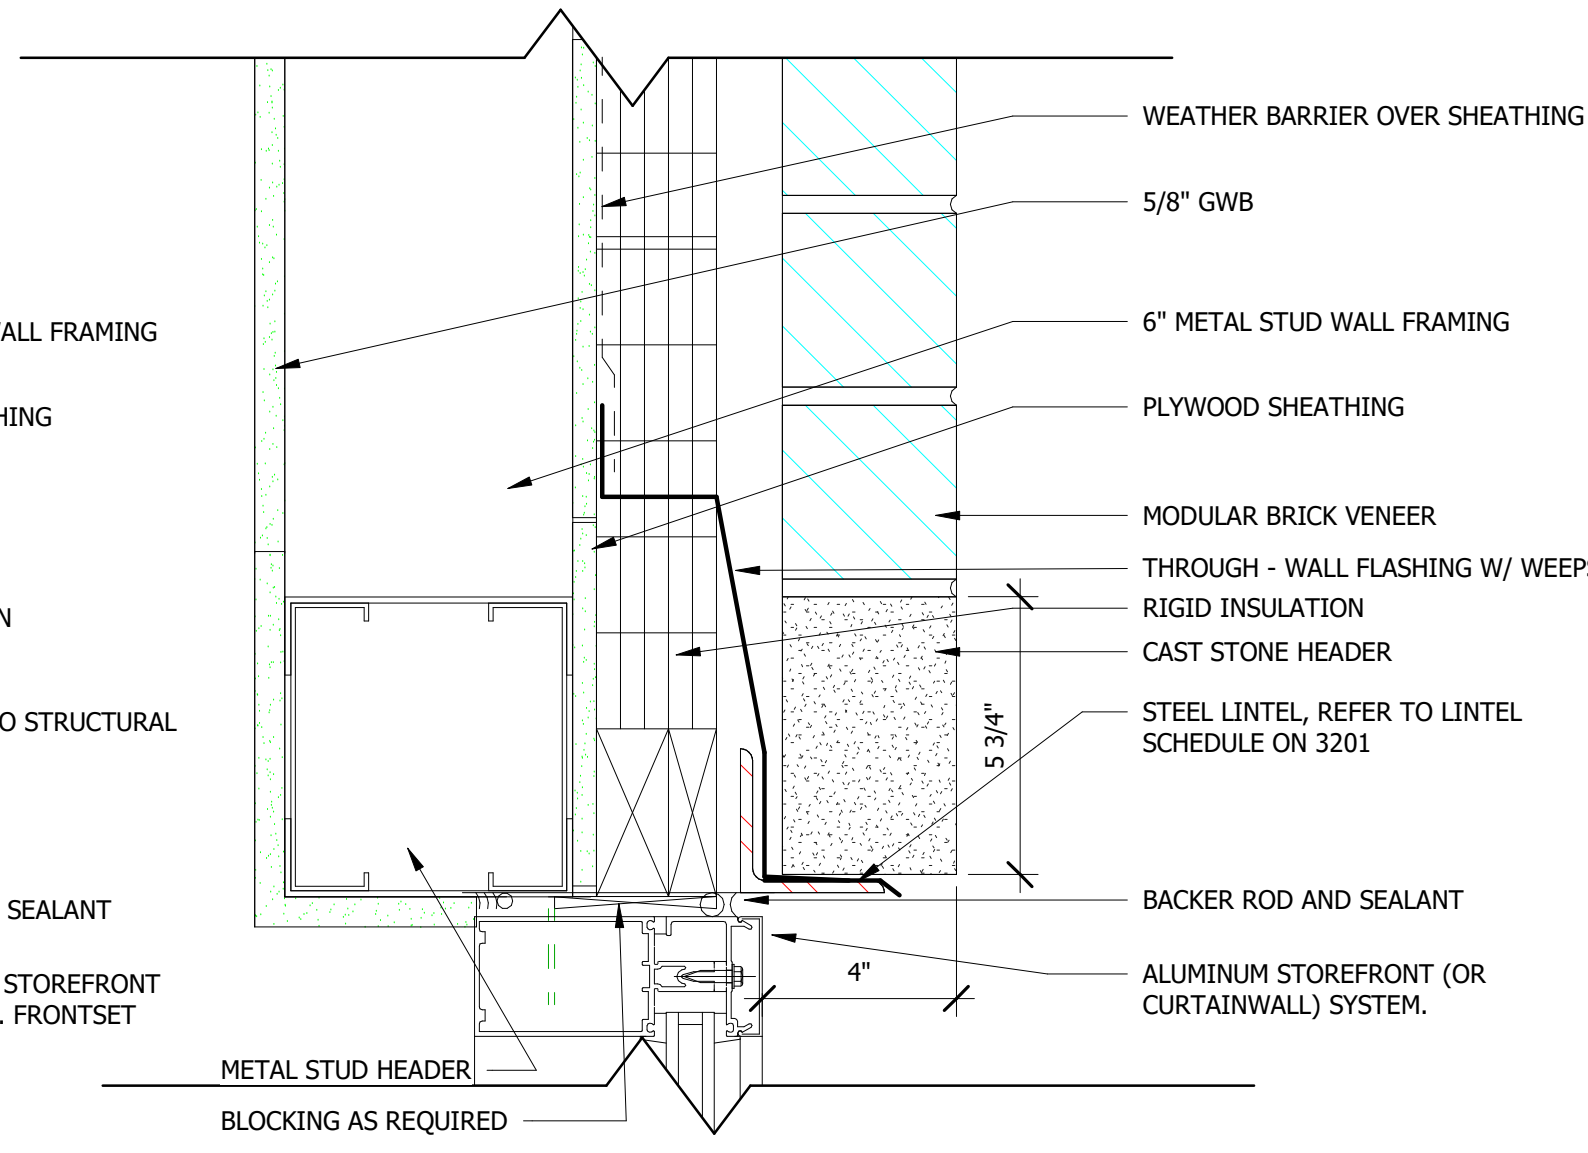 WEATHER BARRIER OVER SHEATHING
5/8" GWB
6" METAL STUD WALL FRAMING
PLYWOOD SHEATHING
MODULAR BRICK VENEER
THROUGH - WALL FLASHING W/ WEEPS
RIGID INSULATION
CAST STONE HEADER
STEEL LINTEL, REFER TO LINTEL
SCHEDULE ON 3201
BACKER ROD AND SEALANT
ALUMINUM STOREFRONT (OR
CURTAINWALL) SYSTEM.
5 3/4"
4"
WALL FRAMING
HING
N
O STRUCTURAL
SEALANT
STOREFRONT
. FRONTSET
METAL STUD HEADER
BLOCKING AS REQUIRED